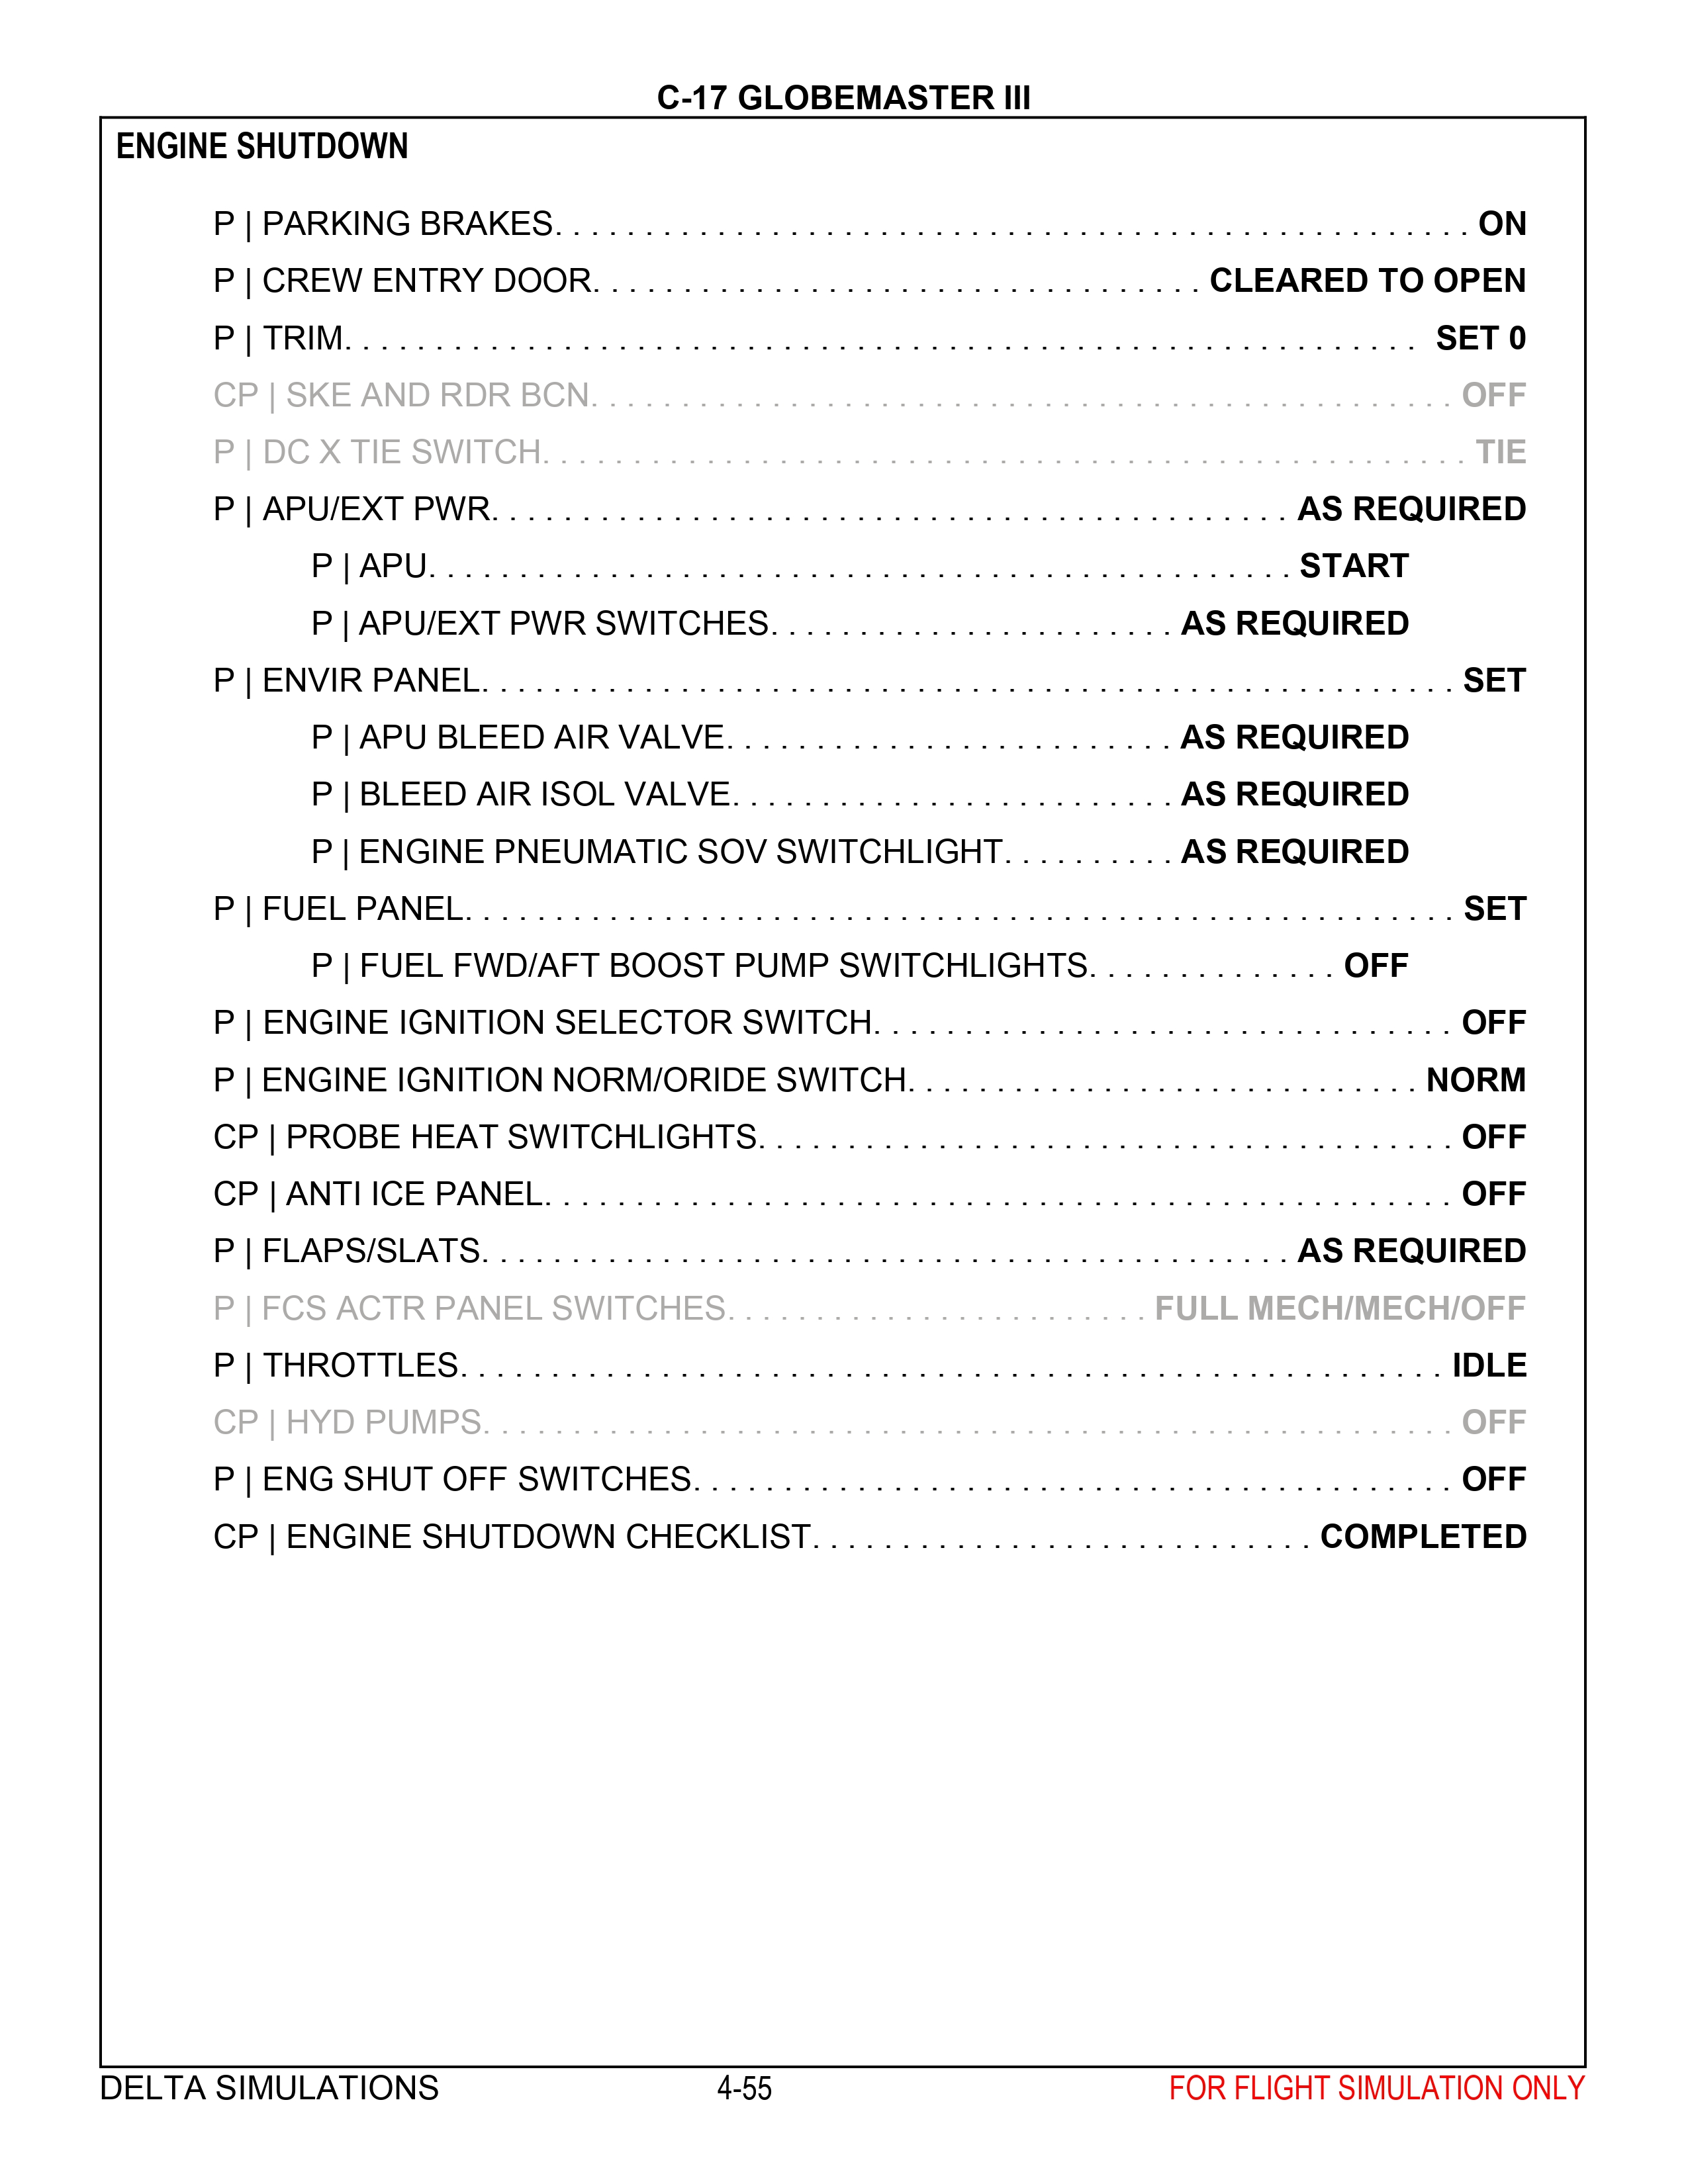 C-17 GLOBEMASTER III
ENGINE SHUTDOWN
P | PARKING BRAKES. . . . . . . . . . . . . . . . . . . . . . . . . . . . . . . . . . . . . . . . . . . . . . . . . . . ON
P | CREW ENTRY DOOR. . . . . . . . . . . . . . . . . . . . . . . . . . . . . . . . . . CLEARED TO OPEN
P | TRIM. . . . . . . . . . . . . . . . . . . . . . . . . . . . . . . . . . . . . . . . . . . . . . . . . . . . . . . . . . . . SET 0
CP | SKE AND RDR BCN. . . . . . . . . . . . . . . . . . . . . . . . . . . . . . . . . . . . . . . . . . . . . . . . OFF
P | DC X TIE SWITCH. . . . . . . . . . . . . . . . . . . . . . . . . . . . . . . . . . . . . . . . . . . . . . . . . . . TIE
P | APU/EXT PWR. . . . . . . . . . . . . . . . . . . . . . . . . . . . . . . . . . . . . . . . . . . . AS REQUIRED
P | APU. . . . . . . . . . . . . . . . . . . . . . . . . . . . . . . . . . . . . . . . . . . . . . . . START
P | APU/EXT PWR SWITCHES. . . . . . . . . . . . . . . . . . . . . . AS REQUIRED
P | ENVIR PANEL. . . . . . . . . . . . . . . . . . . . . . . . . . . . . . . . . . . . . . . . . . . . . . . . . . . . . . SET
P | APU BLEED AIR VALVE. . . . . . . . . . . . . . . . . . . . . . . . . AS REQUIRED
P | BLEED AIR ISOL VALVE. . . . . . . . . . . . . . . . . . . . . . . . . AS REQUIRED
P | ENGINE PNEUMATIC SOV SWITCHLIGHT. . . . . . . . . . AS REQUIRED
P | FUEL PANEL. . . . . . . . . . . . . . . . . . . . . . . . . . . . . . . . . . . . . . . . . . . . . . . . . . . . . . . SET
P | FUEL FWD/AFT BOOST PUMP SWITCHLIGHTS. . . . . . . . . . . . . . OFF
P | ENGINE IGNITION SELECTOR SWITCH. . . . . . . . . . . . . . . . . . . . . . . . . . . . . . . . OFF
P | ENGINE IGNITION NORM/ORIDE SWITCH. . . . . . . . . . . . . . . . . . . . . . . . . . . . NORM
CP | PROBE HEAT SWITCHLIGHTS. . . . . . . . . . . . . . . . . . . . . . . . . . . . . . . . . . . . . . . OFF
CP | ANTI ICE PANEL. . . . . . . . . . . . . . . . . . . . . . . . . . . . . . . . . . . . . . . . . . . . . . . . . . OFF
P | FLAPS/SLATS. . . . . . . . . . . . . . . . . . . . . . . . . . . . . . . . . . . . . . . . . . . . . AS REQUIRED
P | FCS ACTR PANEL SWITCHES. . . . . . . . . . . . . . . . . . . . . . . FULL MECH/MECH/OFF
P | THROTTLES. . . . . . . . . . . . . . . . . . . . . . . . . . . . . . . . . . . . . . . . . . . . . . . . . . . . . . IDLE
CP | HYD PUMPS. . . . . . . . . . . . . . . . . . . . . . . . . . . . . . . . . . . . . . . . . . . . . . . . . . . . . . OFF
P | ENG SHUT OFF SWITCHES. . . . . . . . . . . . . . . . . . . . . . . . . . . . . . . . . . . . . . . . . . OFF
CP | ENGINE SHUTDOWN CHECKLIST. . . . . . . . . . . . . . . . . . . . . . . . . . . . COMPLETED
DELTA SIMULATIONS 4-55 FOR FLIGHT SIMULATION ONLY